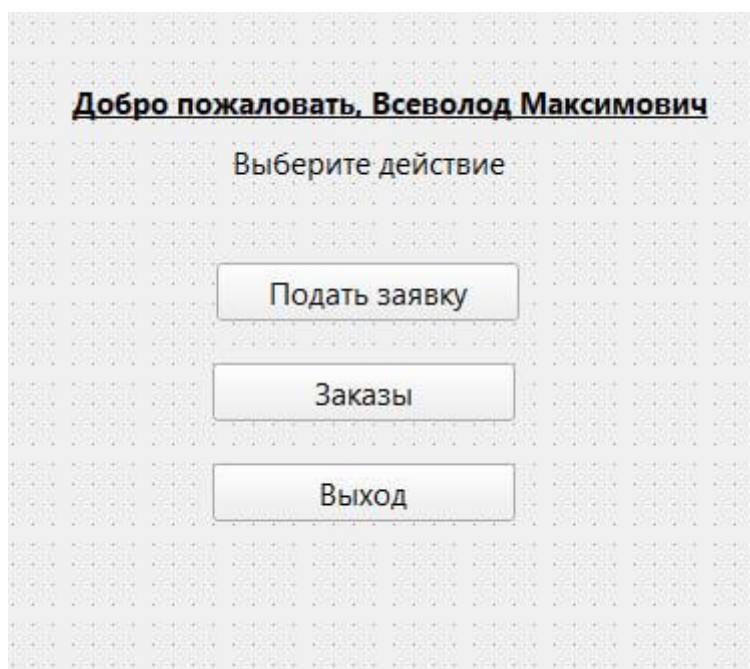 Добро пожаловать, Всеволод Максимович
Выберите действие
Подать заявку
Заказы
Выход